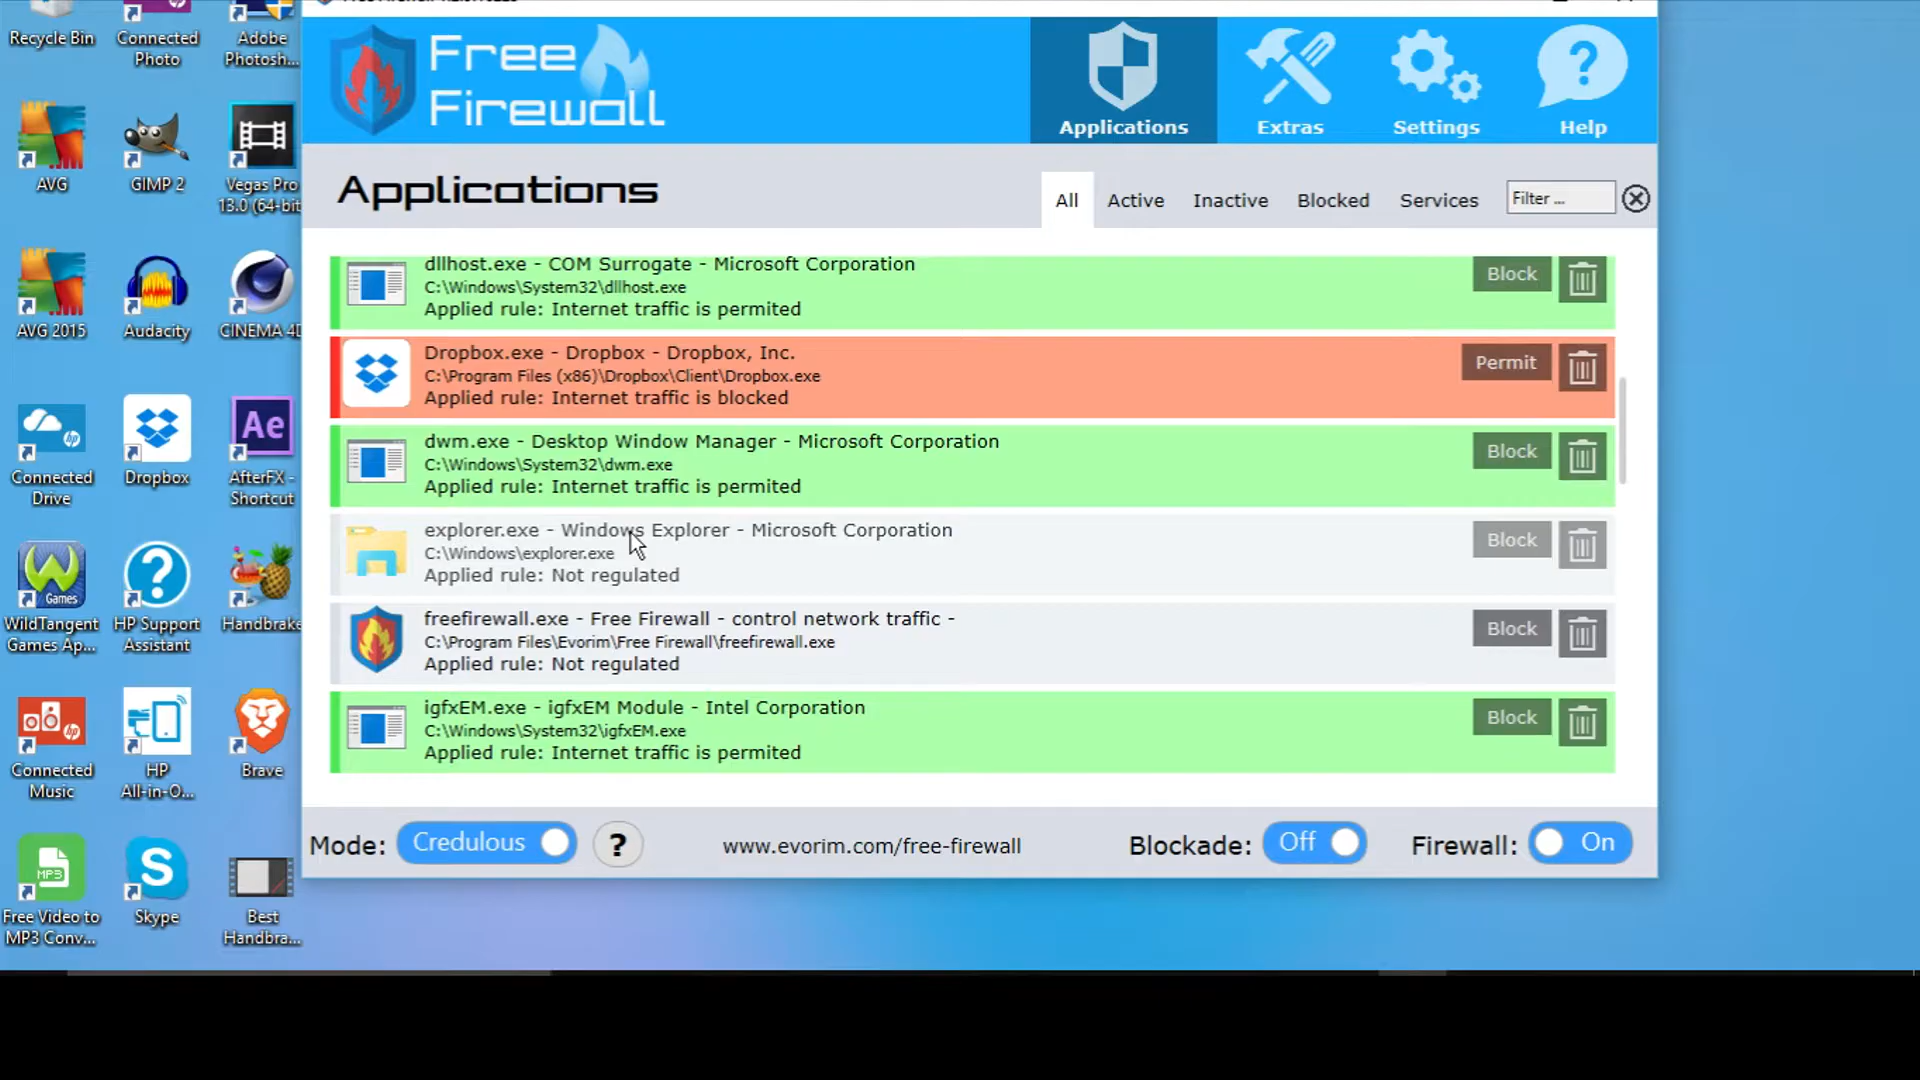 Recycle Bin
Connected
Photo
Adobe
Photosh...
AVG
GIMP 2
Vegas Pro
13.0 (64-bit
AVG 2015
Audacity
CINEMA 4D
Connected
Drive
Dropbox
Ae
AfterFX -
Shortcut
Games
WildTangent
Games Ap...
HP Support
Assistant
Handbrake
Connected
Music
HP
All-in-O...
Brave
MP3
Free Video to
MP3 Conv...
Skype
Best
Handbra...
Free
Firewall
Applications
Extras
Settings
Help
Applications
All
Active
Inactive
Blocked
Services
Filter ...
dllhost.exe - COM Surrogate - Microsoft Corporation
C:\Windows\System32\dllhost.exe
Applied rule: Internet traffic is permited
Block
Dropbox.exe - Dropbox - Dropbox, Inc.
C:\Program Files (x86)\Dropbox\Client\Dropbox.exe
Applied rule: Internet traffic is blocked
Permit
dwm.exe - Desktop Window Manager - Microsoft Corporation
C:\Windows\System32\dwm.exe
Applied rule: Internet traffic is permited
Block
explorer.exe - Windows Explorer - Microsoft Corporation
C:\Windows\explorer.exe
Applied rule: Not regulated
Block
freefirewall.exe - Free Firewall - control network traffic -
C:\Program Files\Evorim\Free Firewall\freefirewall.exe
Applied rule: Not regulated
Block
igfxEM.exe - igfxEM Module - Intel Corporation
C:\Windows\System32\igfxEM.exe
Applied rule: Internet traffic is permited
Block
Mode:
Credulous
?
www.evorim.com/free-firewall
Blockade:
Off
Firewall:
On